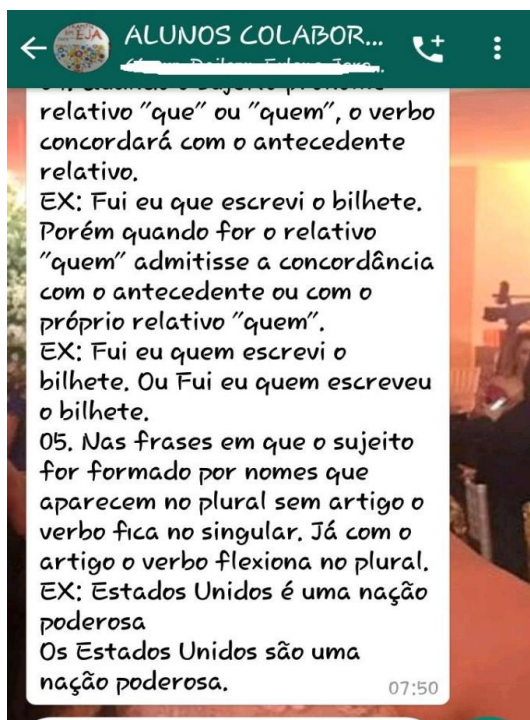 ALUNOS COLABOR...
relativo "que" ou "quem", o verbo
concordará com o antecedente
relativo.
EX: Fui eu que escrevi o bilhete.
Porém quando for o relativo
"quem" admitisse a concordância
com o antecedente ou com o
próprio relativo "quem".
EX: Fui eu quem escrevi o
bilhete. Ou Fui eu quem escreveu
o bilhete.
05. Nas frases em que o sujeito
for formado por nomes que
aparecem no plural sem artigo o
verbo fica no singular. Já com o
artigo o verbo flexiona no plural.
EX: Estados Unidos é uma nação
poderosa
Os Estados Unidos são uma
nação poderosa.
07:50